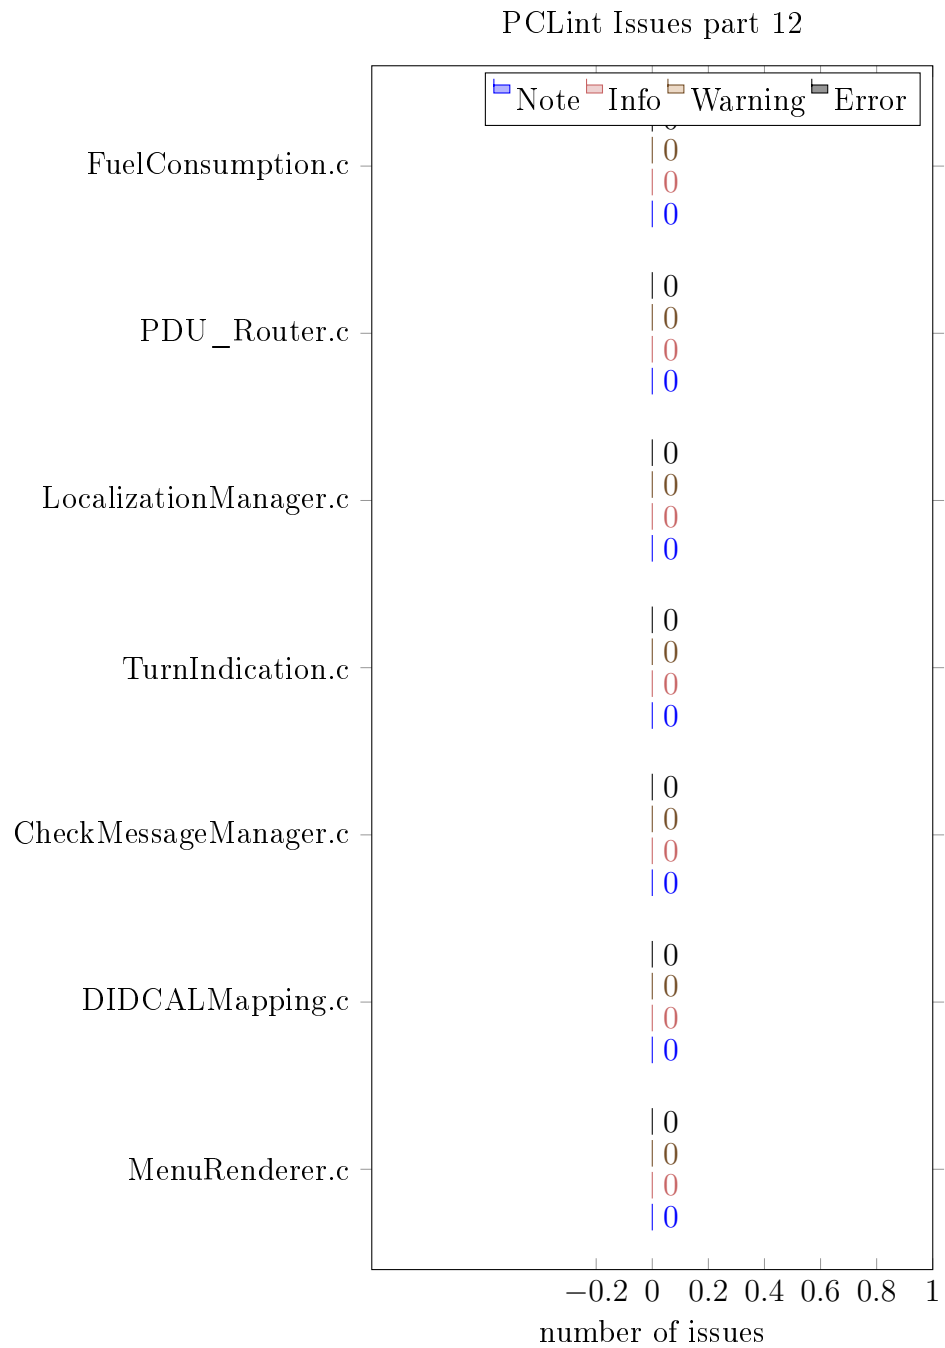 PCLint Issues part 12
Note Info Warning Error
FuelConsumption.c
0
0
0
PDU_Router.c
0
0
0
0
LocalizationManager.c
0
0
0
0
TurnIndication.c
0
0
0
0
CheckMessageManager.c
0
0
0
0
DIDCALMapping.c
0
0
0
0
MenuRenderer.c
0
0
0
0
−0.2 0 0.2 0.4 0.6 0.8 1
number of issues